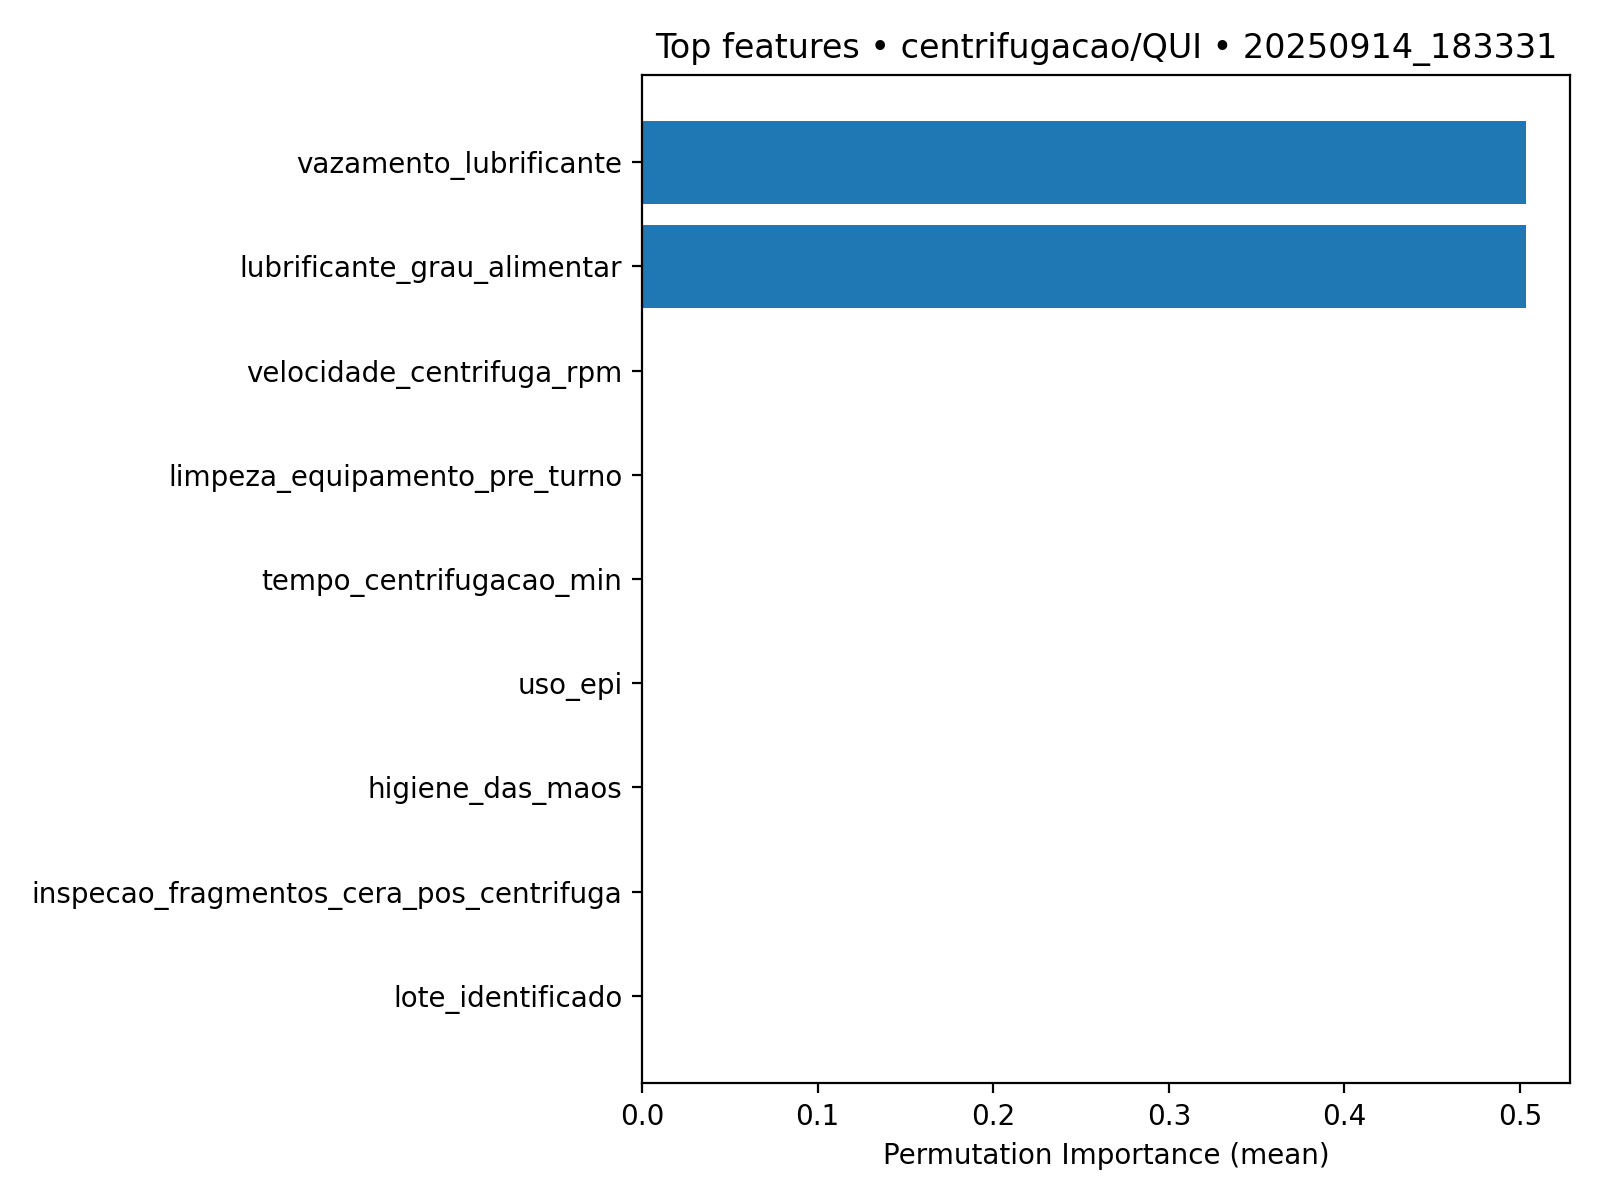 Top features • centrifugacao/QUI • 20250914_183331
vazamento_lubrificante
lubrificante_grau_alimentar
velocidade_centrifuga_rpm
limpeza_equipamento_pre_turno
tempo_centrifugacao_min
uso_epi
higiene_das_maos
inspecao_fragmentos_cera_pos_centrifuga
lote_identificado
0.0 0.1 0.2 0.3 0.4 0.5
Permutation Importance (mean)